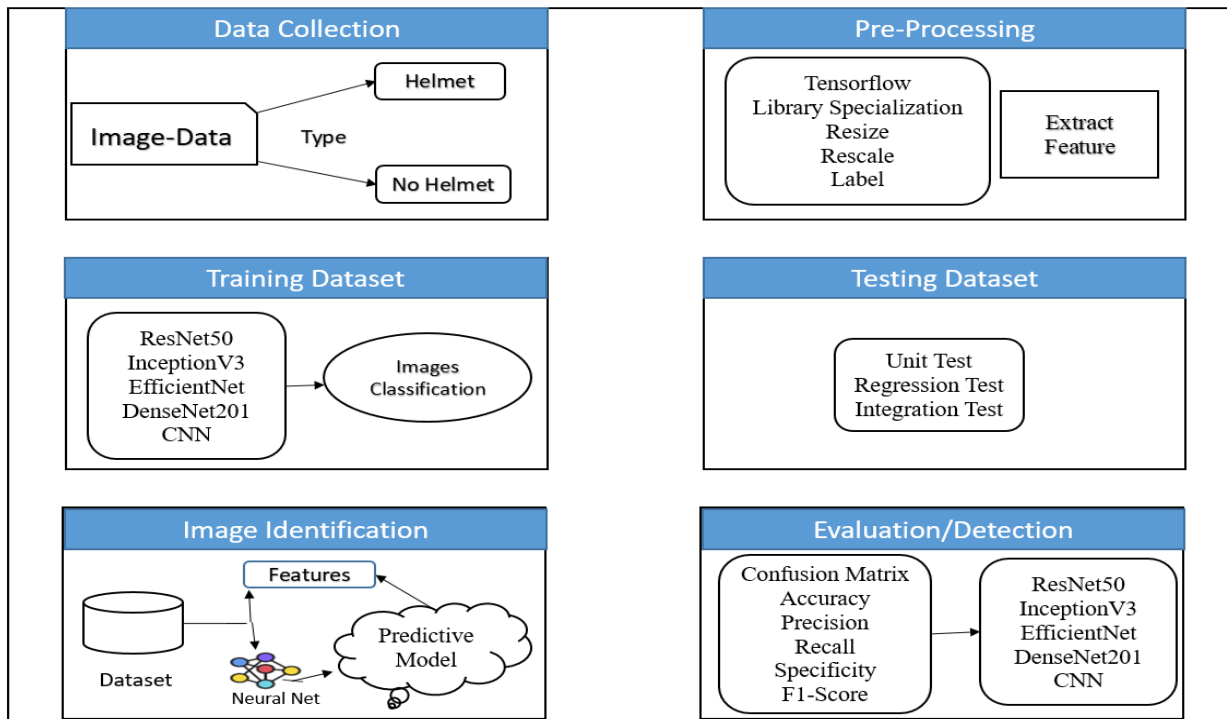 Data Collection
Image-Data
Type
Helmet
No Helmet
Pre-Processing
Tensorflow
Library Specialization
Resize
Rescale
Label
Extract
Feature
Training Dataset
ResNet50
InceptionV3
EfficientNet
DenseNet201
CNN
Images
Classification
Testing Dataset
Unit Test
Regression Test
Integration Test
Image Identification
Features
Dataset
Neural Net
Predictive
Model
Evaluation/Detection
Confusion Matrix
Accuracy
Precision
Recall
Specificity
F1-Score
ResNet50
InceptionV3
EfficientNet
DenseNet201
CNN